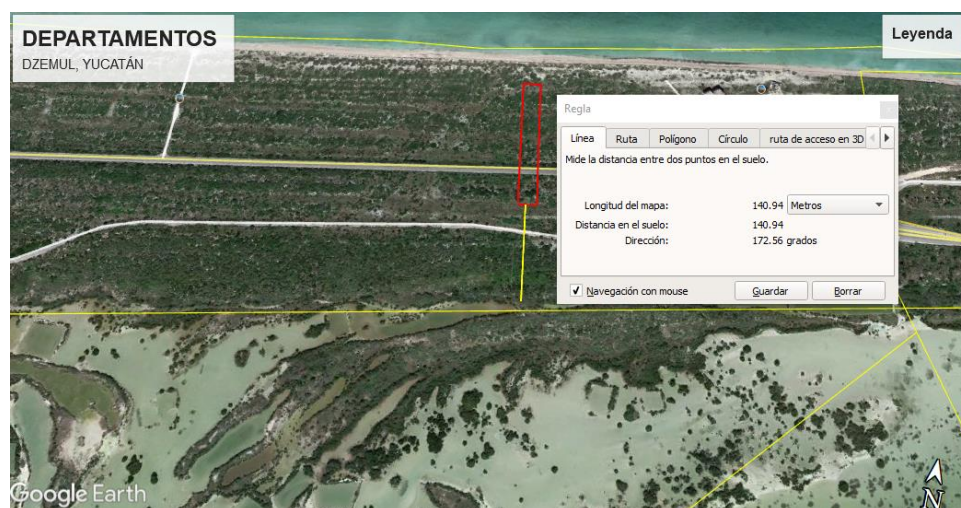 DEPARTAMENTOS
DZEMUL, YUCATÁN
Leyenda
Regla
Línea Ruta Polígono Círculo ruta de acceso en 3D
Mide la distancia entre dos puntos en el suelo.
Longitud del mapa: 140.94 Metros
Distancia en el suelo: 140.94
Dirección: 172.56 grados
Navegación con mouse Guardar Borrar
Google Earth
N